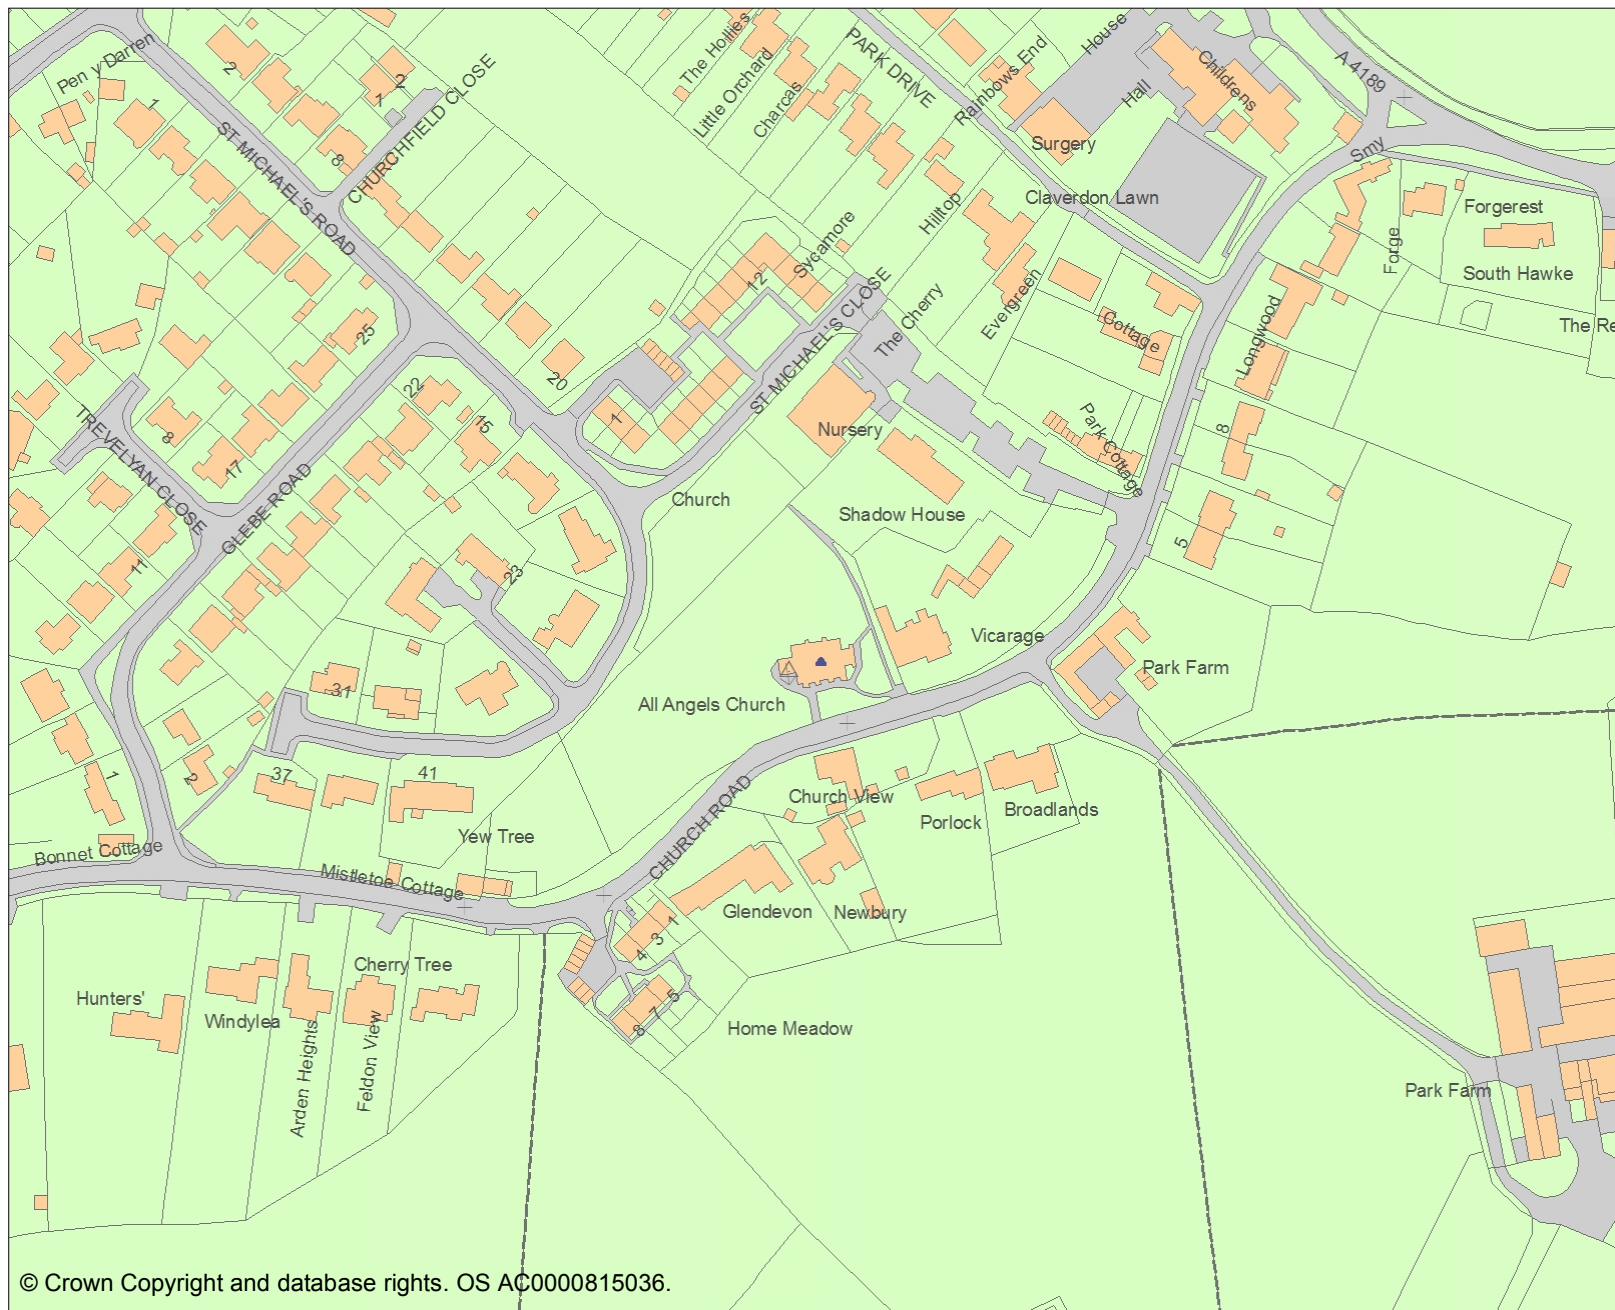 Pen y Darren
2
1
2
1
CHURCHFIELD CLOSE
8
ST MICHAEL'S ROAD
The Hollies
Little Orchard
Charcas
PARK DRIVE
Rainbows End
House
Hall
Childrens
A 4189
Surgery
Smy
Claverdon Lawn
Forgerest
Forge
South Hawke
Hilltop
Sycamore
12
ST MICHAEL'S CLOSE
The Cherry
Evergreen
Cottage
Longwood
25
20
22
15
1
Nursery
Park Cottage
8
TREVELYAN CLOSE
8
17
GLEBE ROAD
Church
Shadow House
5
11
23
Vicarage
Park Farm
31
All Angels Church
1
2
37
41
Church View
Porlock
Broadlands
CHURCH ROAD
Yew Tree
Bonnet Cottage
Mistletoe Cottage
Glendevon
Newbury
1
3
4
5
7
8
Cherry Tree
Hunters'
Windylea
Arden Heights
Feldon View
Home Meadow
Park Farm
© Crown Copyright and database rights. OS AC0000815036.